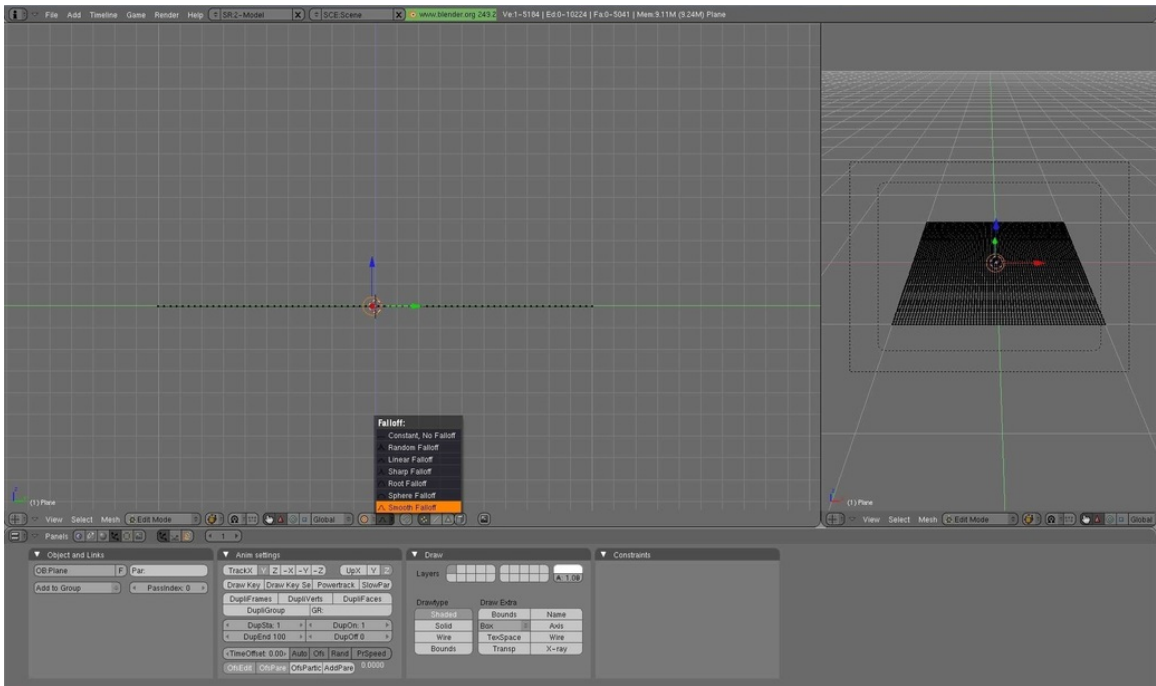 File Add Timeline Game Render Help SR:2-Model X SCE:Scene X www.blender.org 249.2 Ve:1-5184 | Ed:0-10224 | Fa:0-5041 | Mem:9.11M (9.24M) Plane
Falloff:
Constant, No Falloff
Random Falloff
Linear Falloff
Sharp Falloff
Root Falloff
Sphere Falloff
Smooth Falloff
(1) Plane
(1) Plane
View Select Mesh Edit Mode Global
View Select Mesh Edit Mode Global
Panels 1
Object and Links
OB:Plane F Par:
Add to Group PassIndex: 0
Anim settings
TrackX Y Z -X -Y -Z UpX Y Z
Draw Key Draw Key Se Powertrack SlowPar
DupliFrames DupliVerts DupliFaces
DupliGroup GR:
DupSta: 1 DupOn: 1
DupEnd 100 DupOff 0
TimeOffset: 0.00 Auto Ofs Rand PrSpeed
OfsEdit OfsPare OfsPartic AddPare 0.0000
Draw
Layers A: 1.00
Drawtype Draw Extra
Shaded Bounds Name
Solid Box Axis
Wire TexSpace Wire
Bounds Transp X-ray
Constraints